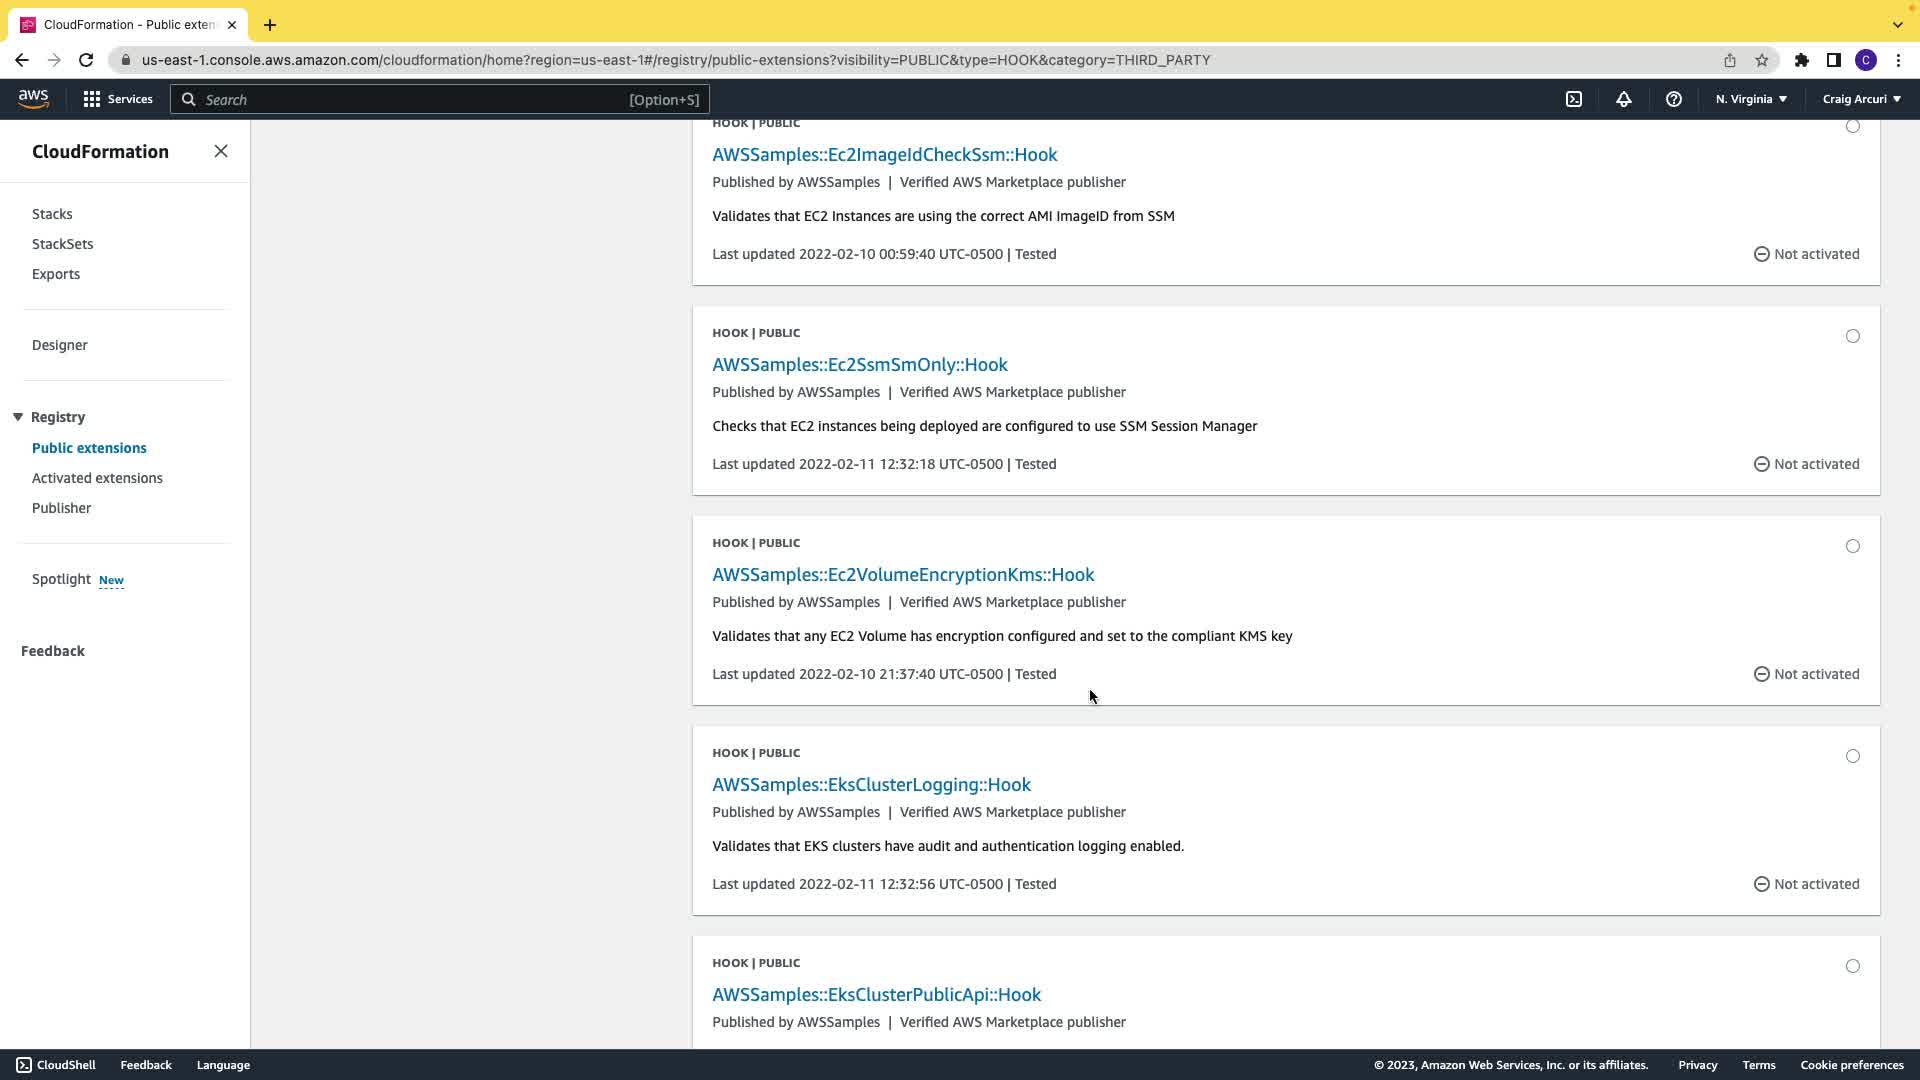 CloudFormation - Public exten
us-east-1.console.aws.amazon.com/cloudformation/home?region=us-east-1#/registry/public-extensions?visibility=PUBLIC&type=HOOK&category=THIRD_PARTY
C
aws
Services
Search
[Option+S]
N. Virginia
Craig Arcuri
CloudFormation
Stacks
StackSets
Exports
Designer
Registry
Public extensions
Activated extensions
Publisher
Spotlight New
Feedback
HOOK | PUBLIC
AWSSamples::Ec2ImageIdCheckSsm::Hook
Published by AWSSamples | Verified AWS Marketplace publisher
Validates that EC2 Instances are using the correct AMI ImageID from SSM
Last updated 2022-02-10 00:59:40 UTC-0500 | Tested
Not activated
HOOK | PUBLIC
AWSSamples::Ec2SsmSmOnly::Hook
Published by AWSSamples | Verified AWS Marketplace publisher
Checks that EC2 instances being deployed are configured to use SSM Session Manager
Last updated 2022-02-11 12:32:18 UTC-0500 | Tested
Not activated
HOOK | PUBLIC
AWSSamples::Ec2VolumeEncryptionKms::Hook
Published by AWSSamples | Verified AWS Marketplace publisher
Validates that any EC2 Volume has encryption configured and set to the compliant KMS key
Last updated 2022-02-10 21:37:40 UTC-0500 | Tested
Not activated
HOOK | PUBLIC
AWSSamples::EksClusterLogging::Hook
Published by AWSSamples | Verified AWS Marketplace publisher
Validates that EKS clusters have audit and authentication logging enabled.
Last updated 2022-02-11 12:32:56 UTC-0500 | Tested
Not activated
HOOK | PUBLIC
AWSSamples::EksClusterPublicApi::Hook
Published by AWSSamples | Verified AWS Marketplace publisher
CloudShell
Feedback
Language
© 2023, Amazon Web Services, Inc. or its affiliates.
Privacy
Terms
Cookie preferences